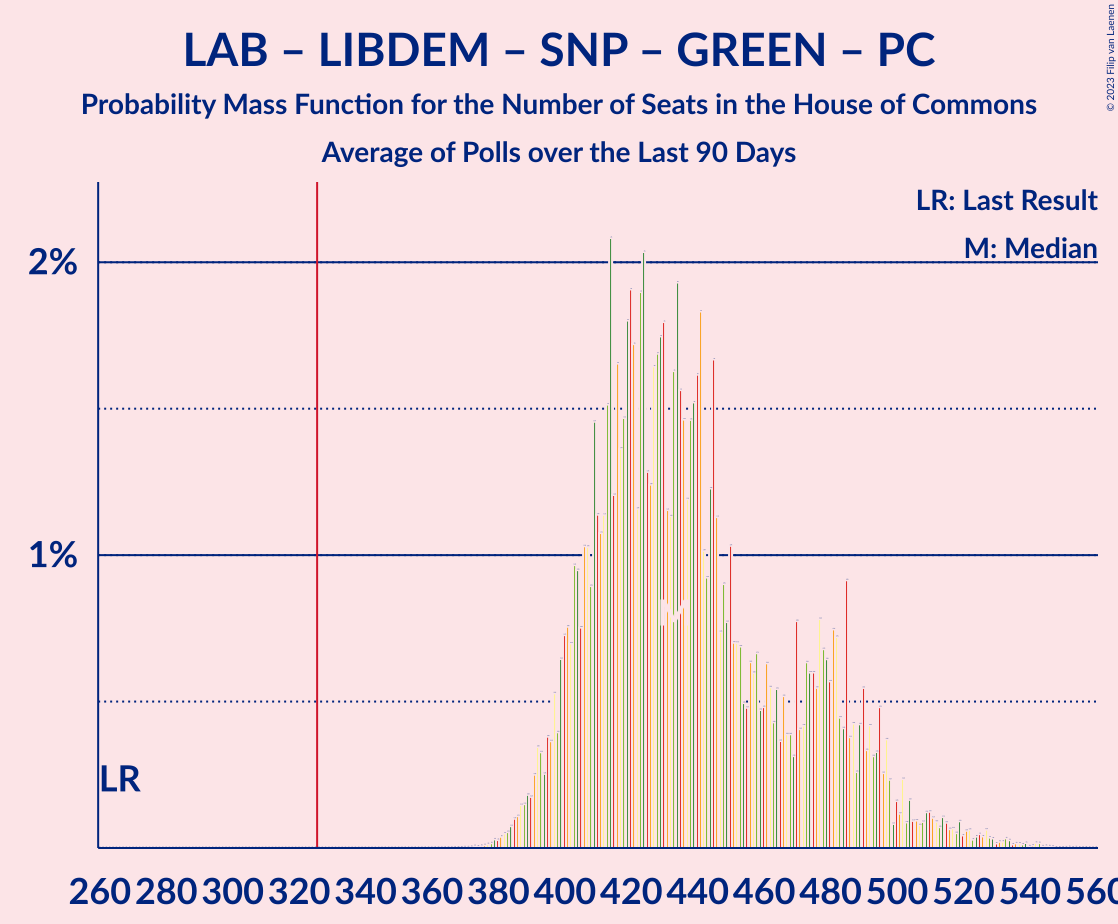 LAB – LIBDEM – SNP – GREEN – PC
Probability Mass Function for the Number of Seats in the House of Commons
Average of Polls over the Last 90 Days
© 2023 Filip van Laenen
LR: Last Result
M: Median
2%
1%
LR
M
260 280 300 320 340 360 380 400 420 440 460 480 500 520 540 560